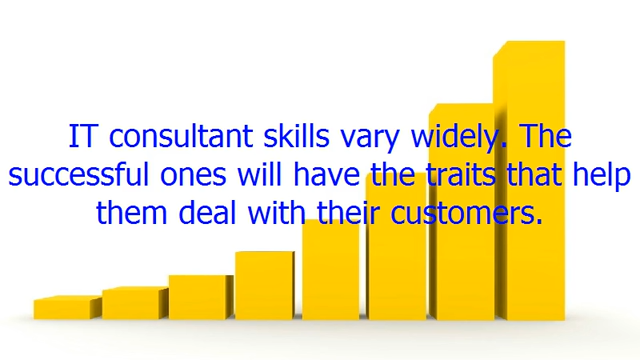 IT consultant skills vary widely. The
successful ones will have the traits that help
them deal with their customers.